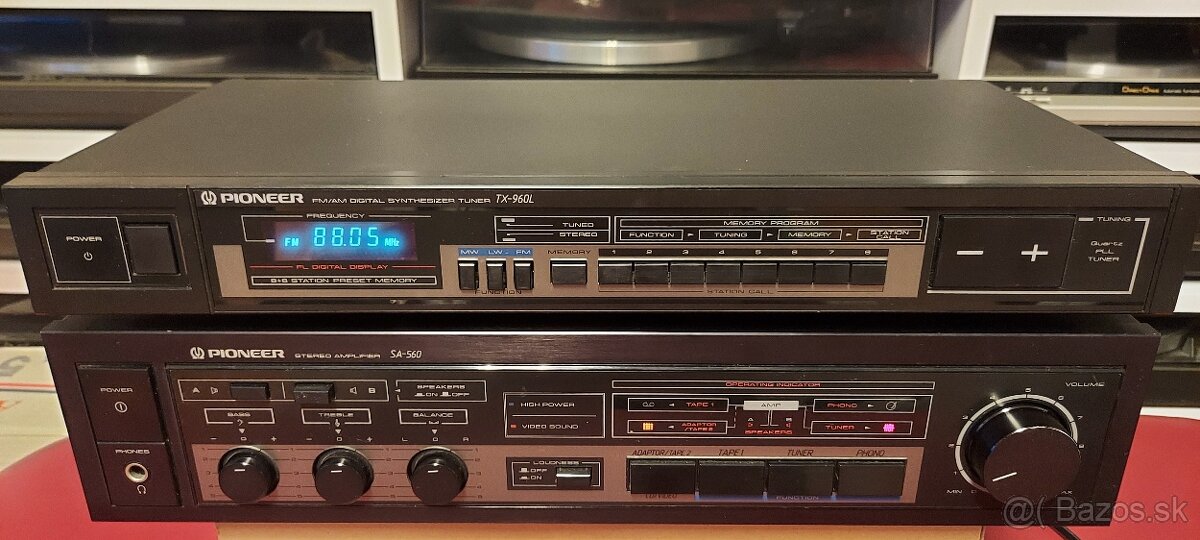 PIONEER FM/AM DIGITAL SYNTHESIZER TUNER TX-960L
POWER
FREQUENCY
FM 88.05 MHz
FL DIGITAL DISPLAY
8+8 STATION PRESET MEMORY
TUNED
STEREO
MW LW FM
FUNCTION
MEMORY
MEMORY PROGRAM
FUNCTION TUNING MEMORY STATION CALL
1 2 3 4 5 6 7 8
STATION CALL
- +
TUNING
Quartz
PLL
TUNER
PIONEER STEREO AMPLIFIER SA-560
POWER
PHONES
A B SPEAKERS
ON OFF
BASS TREBLE BALANCE
- 0 + - 0 + L 0 R
HIGH POWER
VIDEO SOUND
LOUDNESS
OFF
ON
OPERATING INDICATOR
TAPE 1 AMP PHONO
ADAPTOR/TAPE 2 A B TUNER
SPEAKERS
ADAPTOR/TAPE 2 TAPE 1 TUNER PHONO
FUNCTION
VOLUME
MIN
@( Bazos.sk